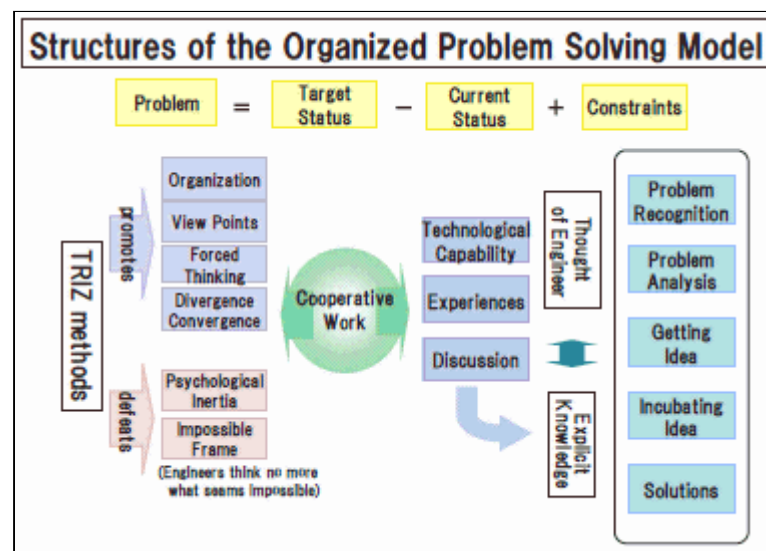 Structures of the Organized Problem Solving Model
Problem = Target Status − Current Status + Constraints
TRIZ methods
promotes
Organization
View Points
Forced
Thinking
Divergence
Convergence
defeats
Psychological
Inertia
Impossible
Frame
(Engineers think no more
what seems impossible)
Cooperative
Work
Technological
Capability
Experiences
Discussion
Thought
of Engineer
Explicit
Knowledge
Problem
Recognition
Problem
Analysis
Getting
Idea
Incubating
Idea
Solutions